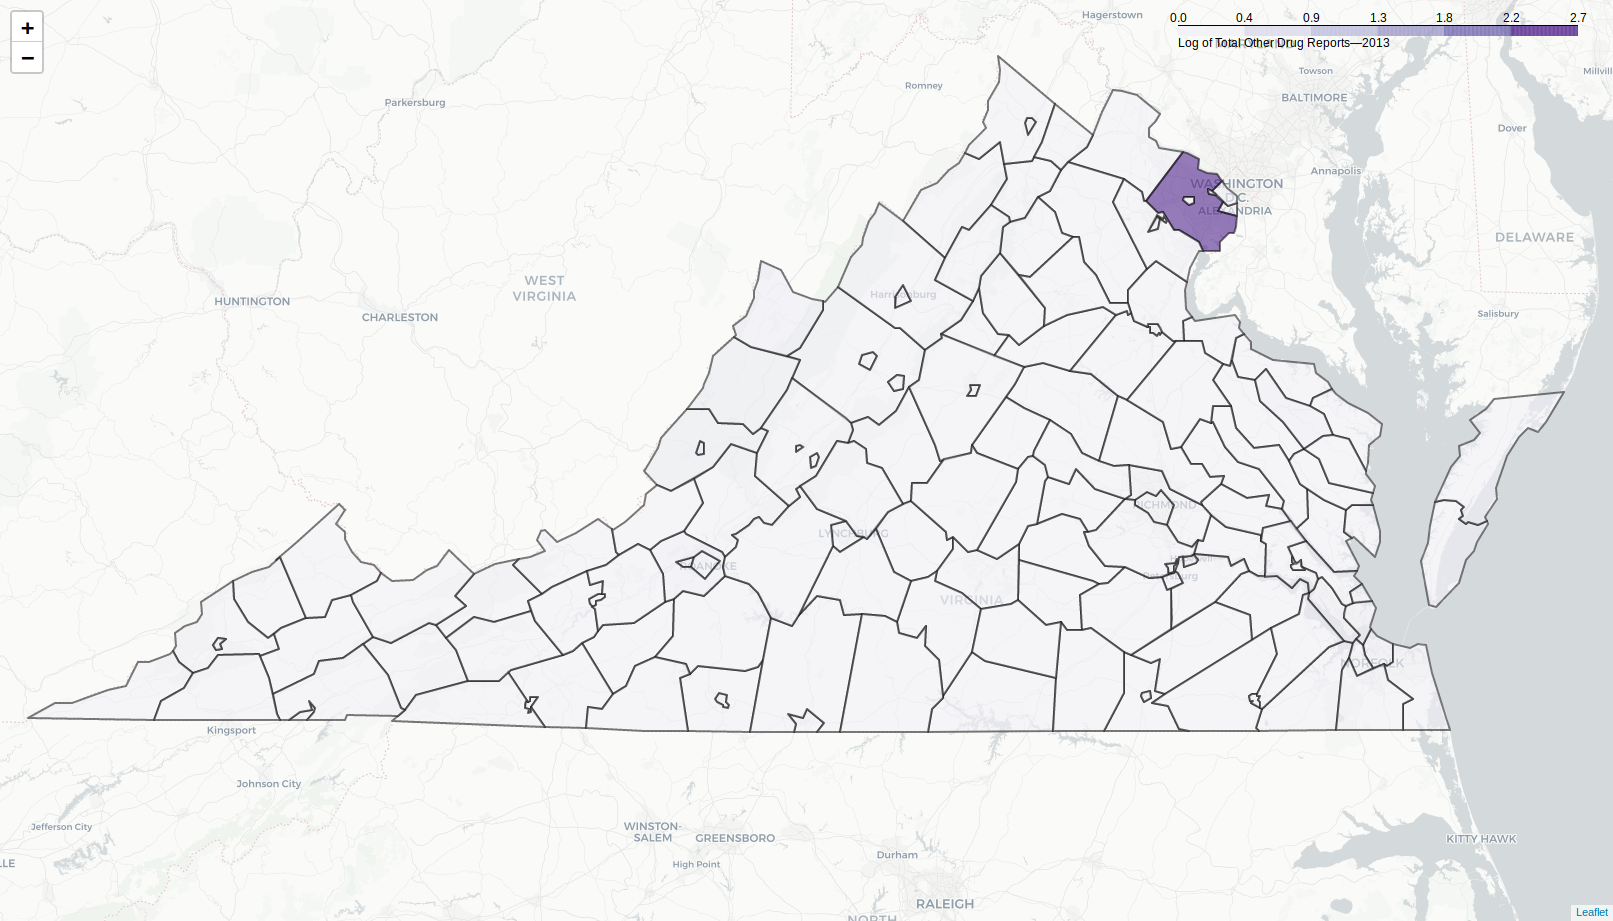 +
−
0.0 0.4 0.9 1.3 1.8 2.2 2.7
Log of Total Other Drug Reports—2013
Hagerstown
Towson
Millvill
Romney
BALTIMORE
Parkersburg
Dover
Annapolis
WASHINGTON
D.C.
ALEXANDRIA
DELAWARE
WEST
VIRGINIA
HUNTINGTON
Harrisonburg
CHARLESTON
Salisbury
RICHMOND
LYNCHBURG
ROANOKE
Petersburg
VIRGINIA
NORFOLK
Kingsport
Johnson City
Jefferson City
WINSTON-
SALEM
GREENSBORO
KITTY HAWK
Durham
High Point
LLE
RALEIGH
NORTH
Leaflet